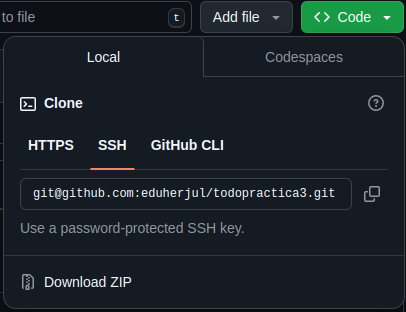 to file t Add file Code
Local Codespaces
Clone
HTTPS SSH GitHub CLI
git@github.com:eduherjul/todopractica3.git
Use a password-protected SSH key.
Download ZIP